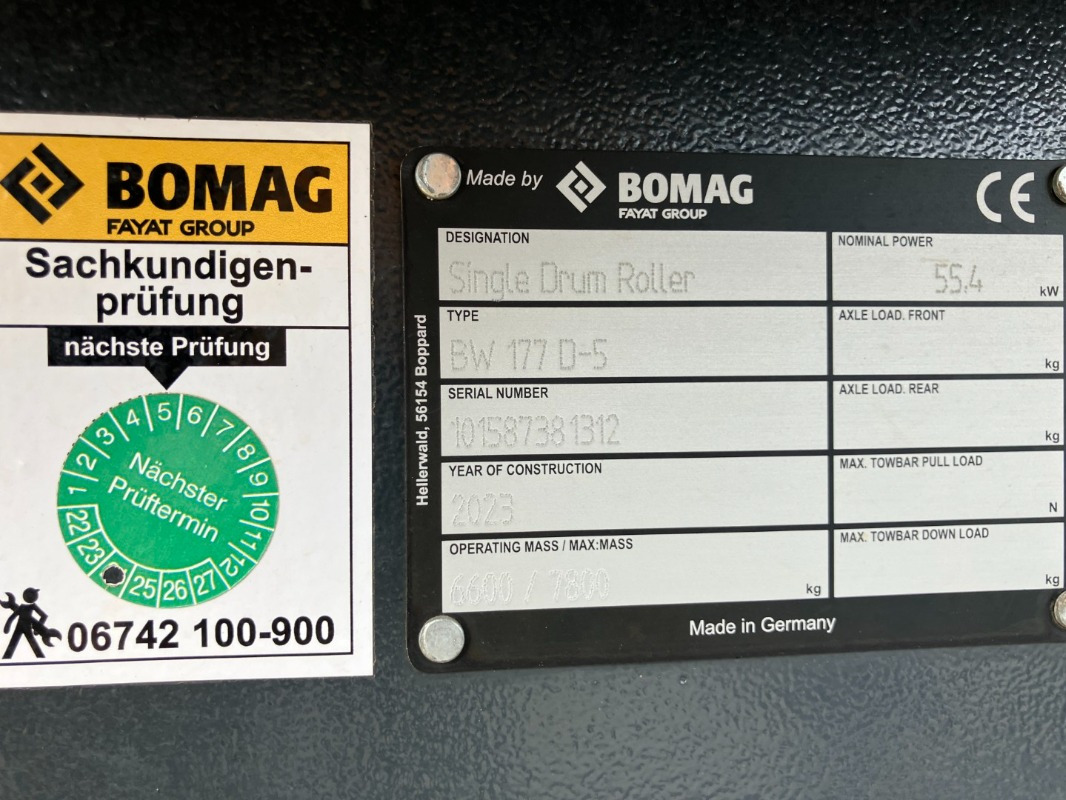 BOMAG
FAYAT GROUP
Sachkundigen-
prüfung
nächste Prüfung
1 2 3 4 5 6 7 8 9 10 11 12
Nächster
Prüftermin
22 23 25 26 27
06742 100-900
Made by BOMAG CE
FAYAT GROUP
Hellerwald, 56154 Boppard
DESIGNATION
Single Drum Roller
NOMINAL POWER
55.4 kW
TYPE
BW 177 D-5
AXLE LOAD. FRONT
kg
SERIAL NUMBER
101587381312
AXLE LOAD. REAR
kg
YEAR OF CONSTRUCTION
2023
MAX. TOWBAR PULL LOAD
N
OPERATING MASS / MAX:MASS
6600 / 7800 kg
MAX. TOWBAR DOWN LOAD
kg
Made in Germany